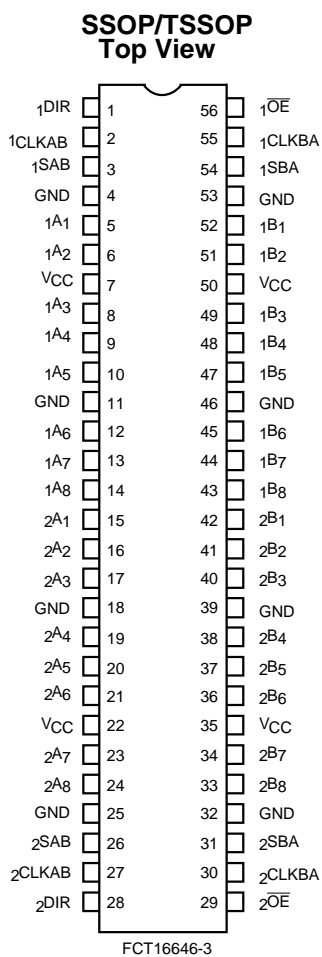 SSOP/TSSOP
Top View
1DIR 1 56 1O̅E̅ 
1CLKAB 2 55 1CLKBA
1SAB 3 54 1SBA
GND 4 53 GND
1A1 5 52 1B1
1A2 6 51 1B2
VCC 7 50 VCC
1A3 8 49 1B3
1A4 9 48 1B4
1A5 10 47 1B5
GND 11 46 GND
1A6 12 45 1B6
1A7 13 44 1B7
1A8 14 43 1B8
2A1 15 42 2B1
2A2 16 41 2B2
2A3 17 40 2B3
GND 18 39 GND
2A4 19 38 2B4
2A5 20 37 2B5
2A6 21 36 2B6
VCC 22 35 VCC
2A7 23 34 2B7
2A8 24 33 2B8
GND 25 32 GND
2SAB 26 31 2SBA
2CLKAB 27 30 2CLKBA
2DIR 28 29 2O̅E̅
FCT16646-3